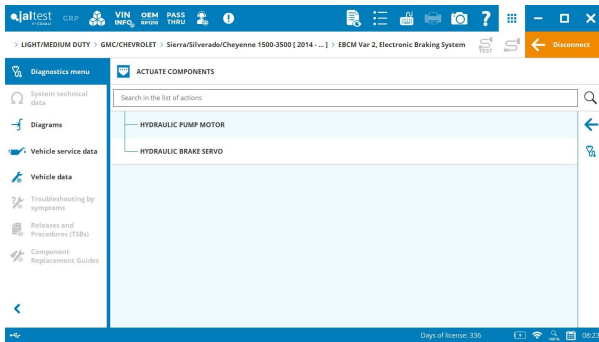 jaltest GRP VIN INFO OEM RP1210 PASS THRU
e-COJALI
> LIGHT/MEDIUM DUTY > GMC/CHEVROLET > Sierra/Silverado/Cheyenne 1500-3500 [ 2014 - ... ] > EBCM Var 2, Electronic Braking System
TEST
Disconnect
Diagnostics menu
System technical
data
Diagrams
Vehicle service data
Vehicle data
Troubleshooting by
symptoms
Releases and
Procedures (TSBs)
Component
Replacement Guides
ACTUATE COMPONENTS
Search in the list of actions
HYDRAULIC PUMP MOTOR
HYDRAULIC BRAKE SERVO
Days of license: 336
100 %
08:23